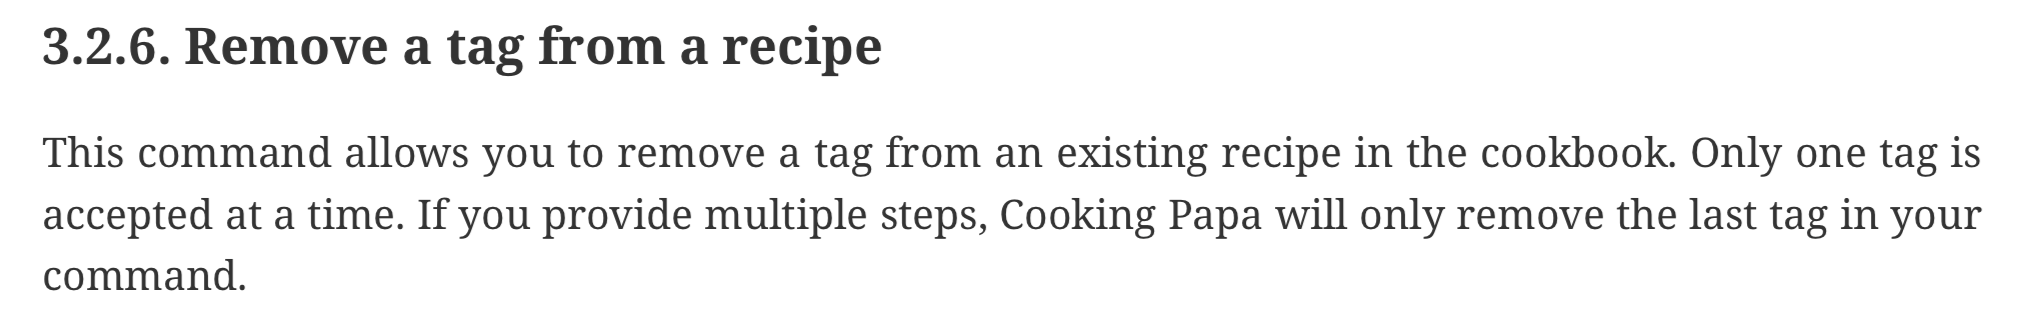 3.2.6. Remove a tag from a recipe
This command allows you to remove a tag from an existing recipe in the cookbook. Only one tag is
accepted at a time. If you provide multiple steps, Cooking Papa will only remove the last tag in your
command.